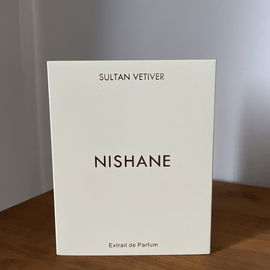 SULTAN VETIVER
NISHANE
Extrait de Parfum